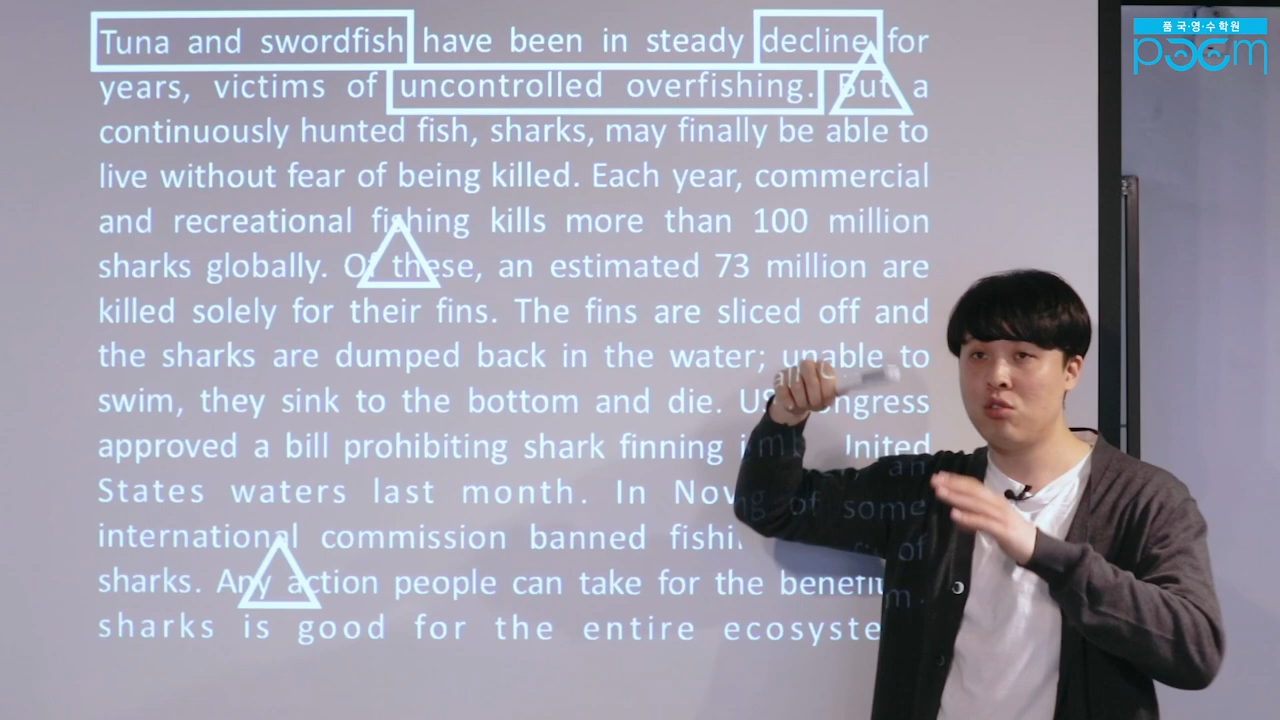 품 국·영·수 학원
poem
Tuna and swordfish have been in steady decline for
years, victims of uncontrolled overfishing. But a
continuously hunted fish, sharks, may finally be able to
live without fear of being killed. Each year, commercial
and recreational fishing kills more than 100 million
sharks globally. Of these, an estimated 73 million are
killed solely for their fins. The fins are sliced off and
the sharks are dumped back in the water; unable to
swim, they sink to the bottom and die. US Congress
approved a bill prohibiting shark finning in United
States waters last month. In Nov an
international commission banned fishing of some
sharks. Any action people can take for the benefit of
sharks is good for the entire ecosystem.